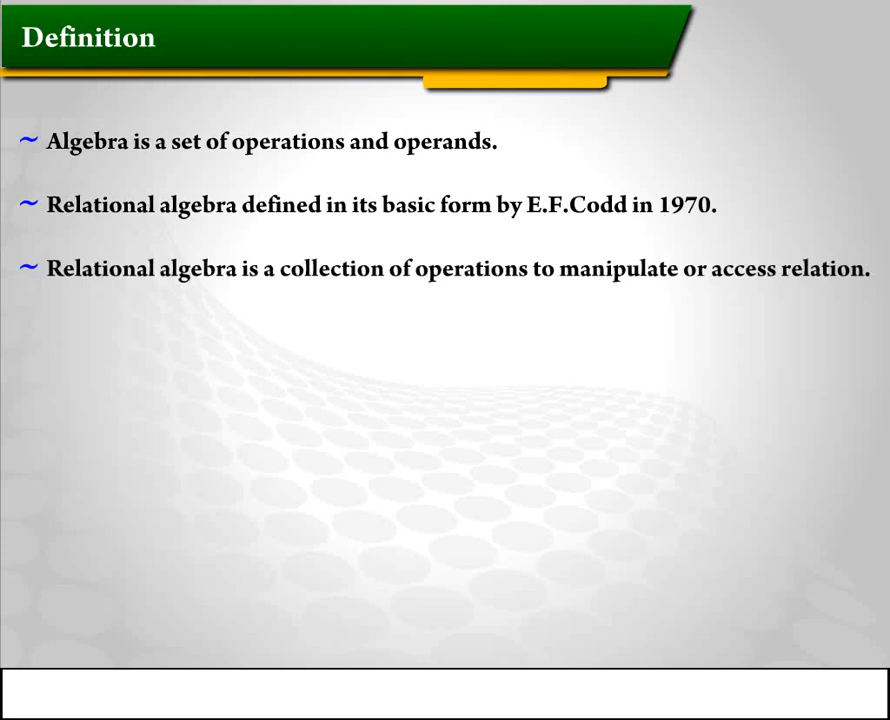 Definition
~ Algebra is a set of operations and operands.
~ Relational algebra defined in its basic form by E.F.Codd in 1970.
~ Relational algebra is a collection of operations to manipulate or access relation.